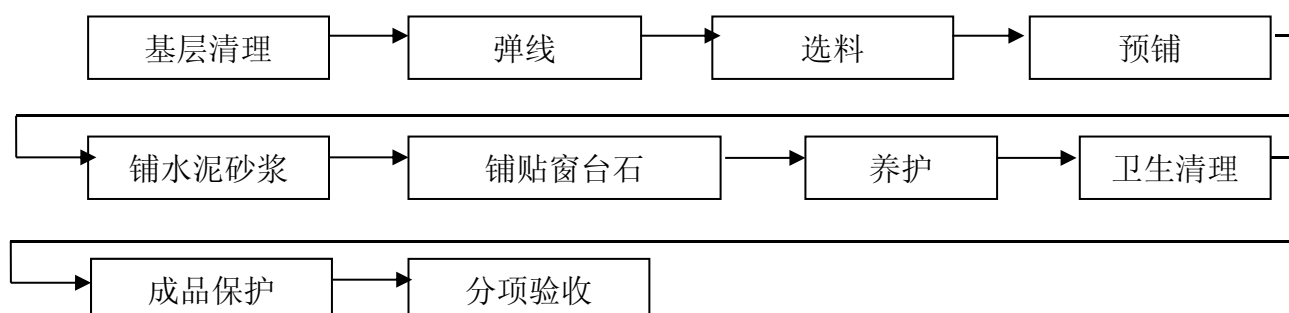 基层清理 弹线 选料 预铺
铺水泥砂浆 铺贴窗台石 养护 卫生清理
成品保护 分项验收